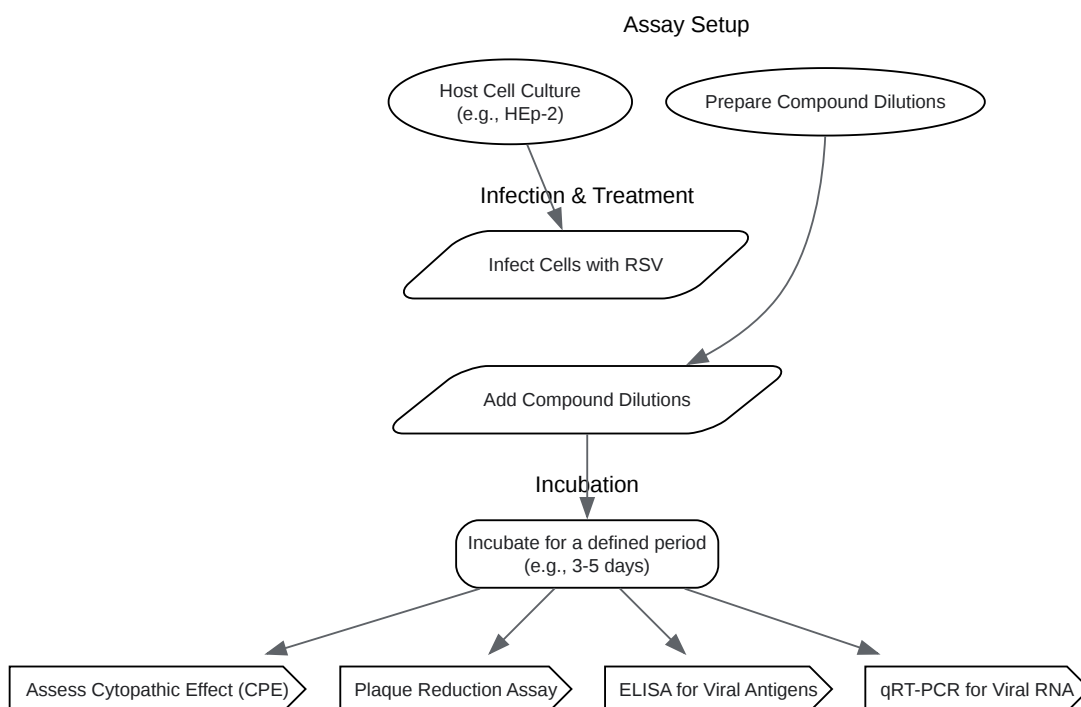 Assay Setup
Host Cell Culture
(e.g., HEp-2)
Prepare Compound Dilutions
Infection & Treatment
Infect Cells with RSV
Add Compound Dilutions
Incubation
Incubate for a defined period
(e.g., 3-5 days)
Assess Cytopathic Effect (CPE)
Plaque Reduction Assay
ELISA for Viral Antigens
qRT-PCR for Viral RNA